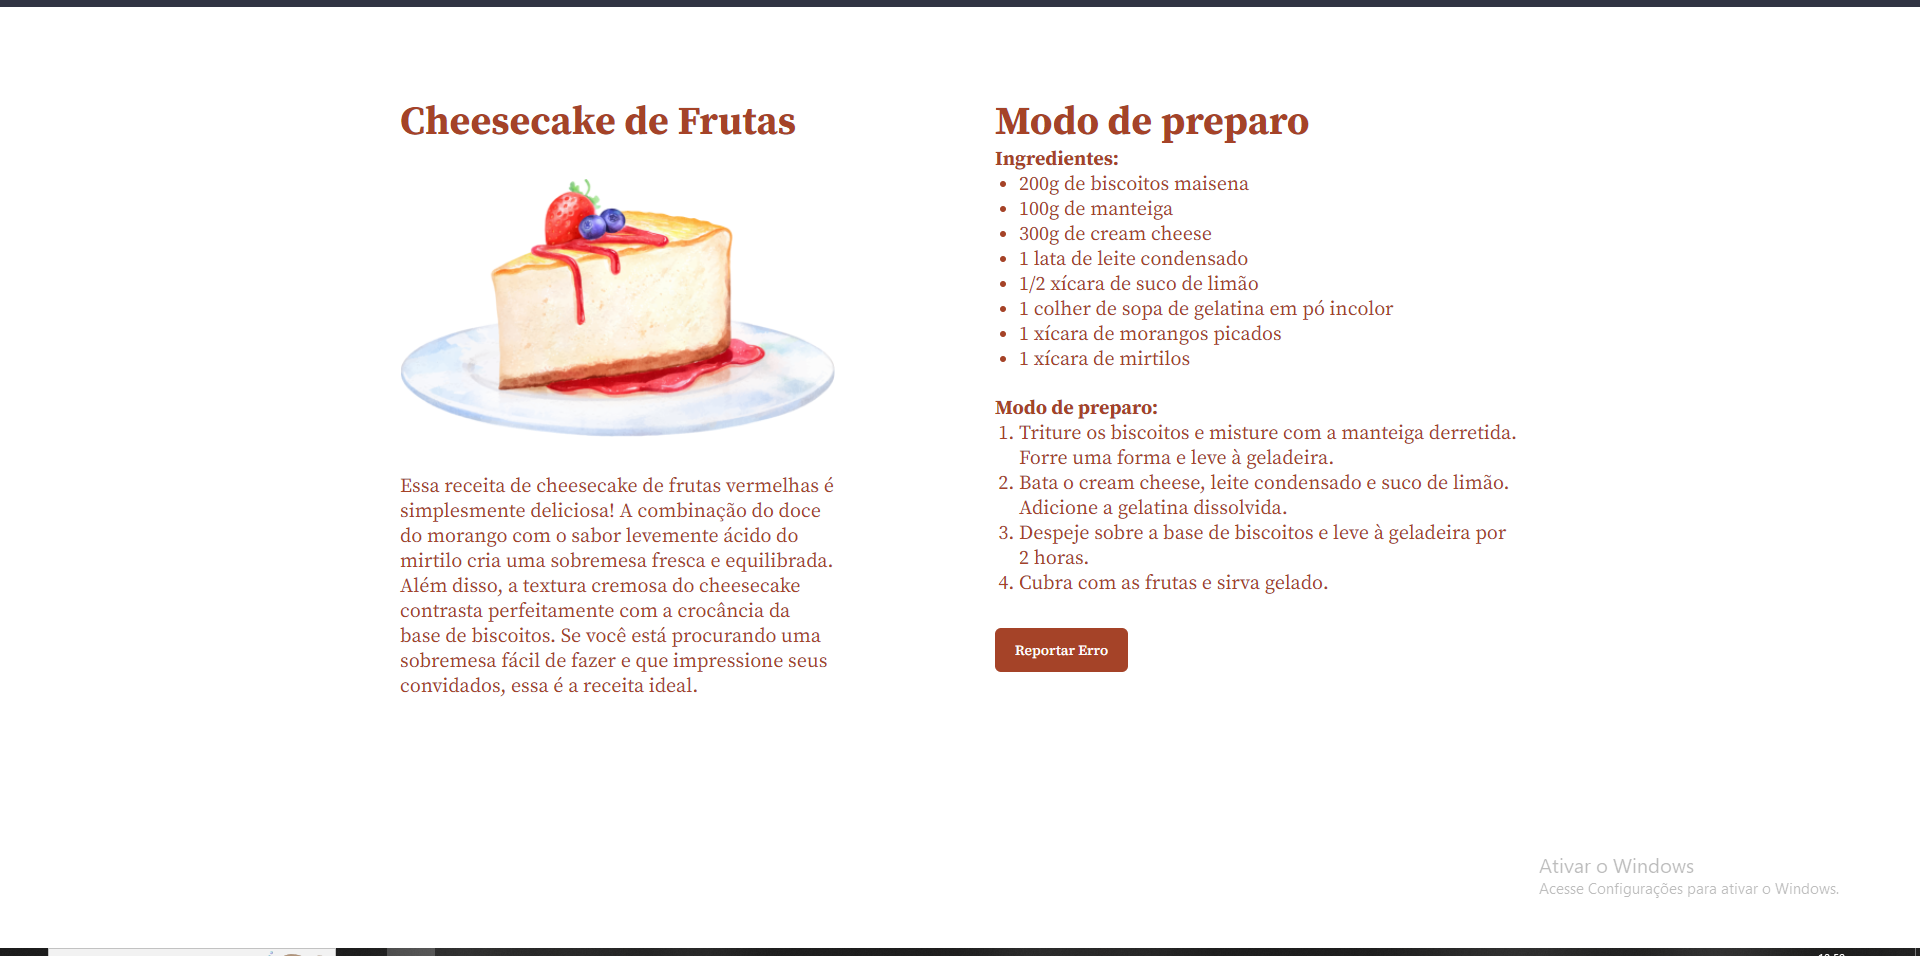 Cheesecake de Frutas
Essa receita de cheesecake de frutas vermelhas é
simplesmente deliciosa! A combinação do doce
do morango com o sabor levemente ácido do
mirtilo cria uma sobremesa fresca e equilibrada.
Além disso, a textura cremosa do cheesecake
contrasta perfeitamente com a crocância da
base de biscoitos. Se você está procurando uma
sobremesa fácil de fazer e que impressione seus
convidados, essa é a receita ideal.
Modo de preparo
Ingredientes:
• 200g de biscoitos maisena
• 100g de manteiga
• 300g de cream cheese
• 1 lata de leite condensado
• 1/2 xícara de suco de limão
• 1 colher de sopa de gelatina em pó incolor
• 1 xícara de morangos picados
• 1 xícara de mirtilos
Modo de preparo:
1. Triture os biscoitos e misture com a manteiga derretida.
Forre uma forma e leve à geladeira.
2. Bata o cream cheese, leite condensado e suco de limão.
Adicione a gelatina dissolvida.
3. Despeje sobre a base de biscoitos e leve à geladeira por
2 horas.
4. Cubra com as frutas e sirva gelado.
Reportar Erro
Ativar o Windows
Acesse Configurações para ativar o Windows.